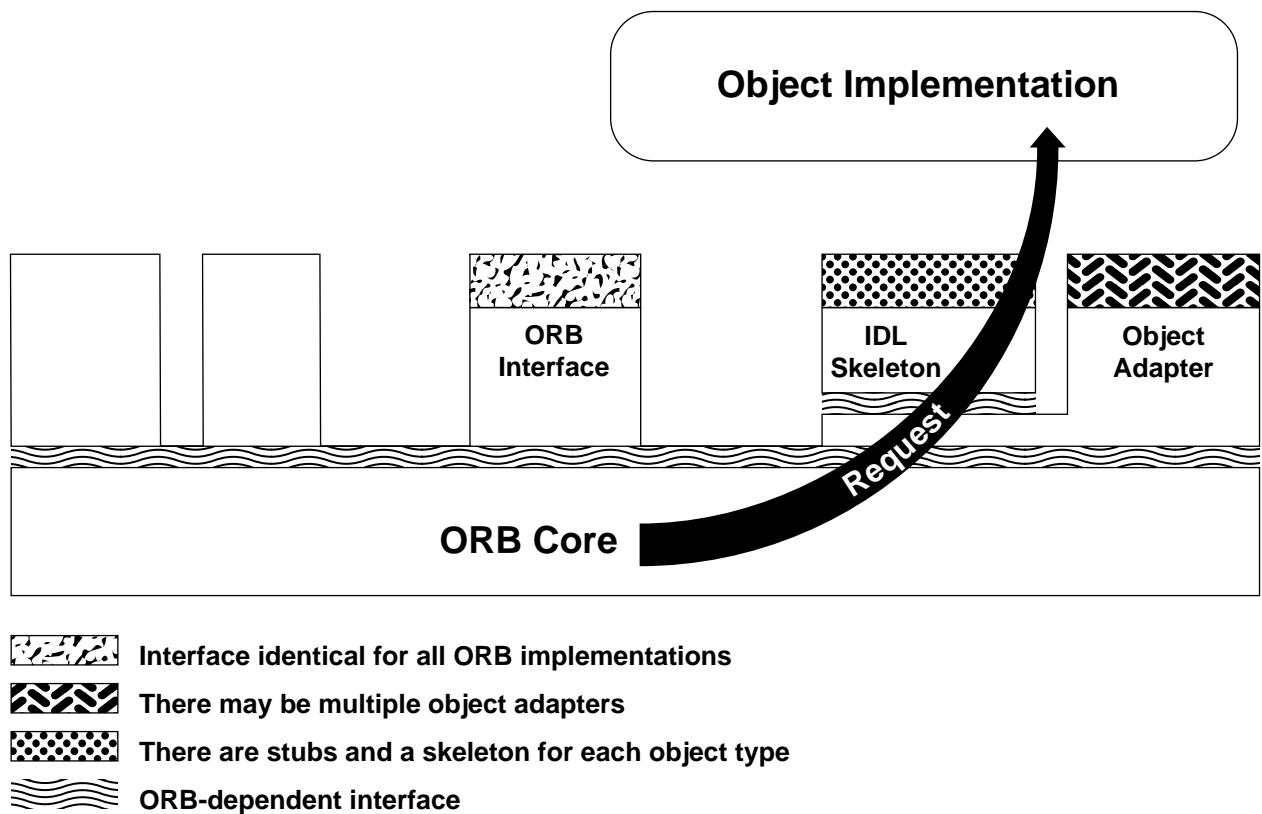 Object Implementation
ORB
Interface
IDL
Skeleton
Object
Adapter
Request
ORB Core
Interface identical for all ORB implementations
There may be multiple object adapters
There are stubs and a skeleton for each object type
ORB-dependent interface